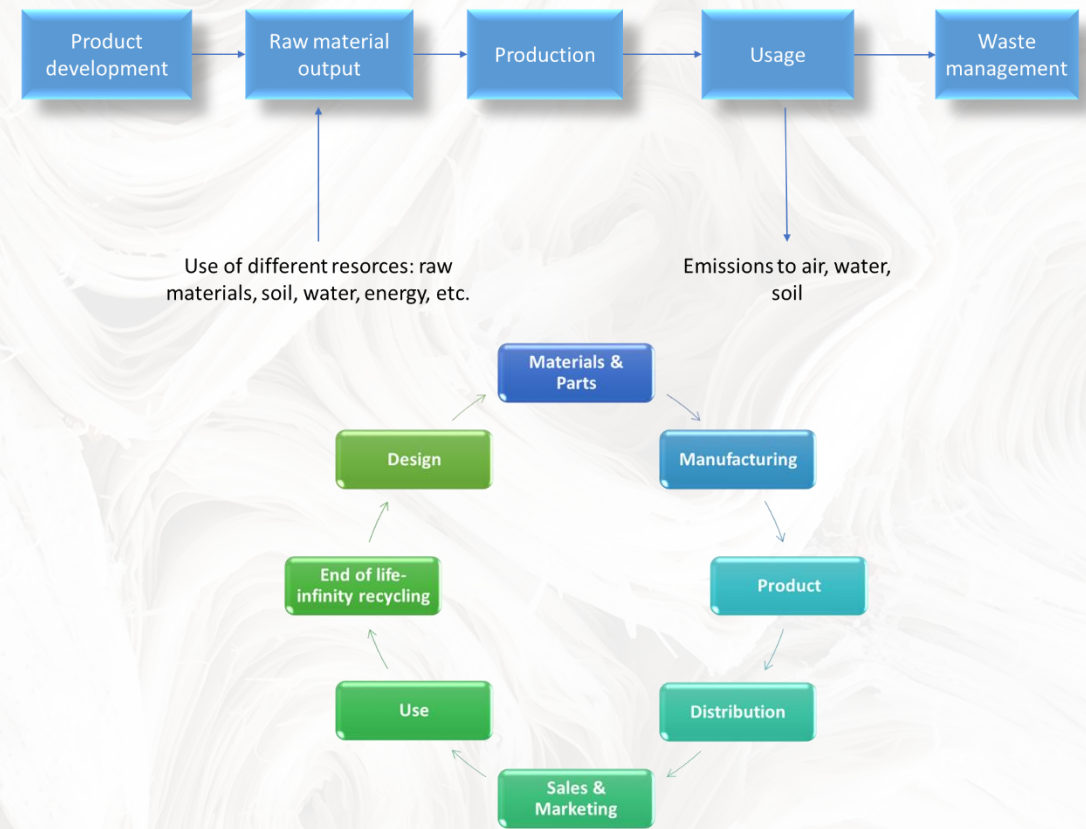 Product
development
Raw material
output
Production
Usage
Waste
management
Use of different resorces: raw
materials, soil, water, energy, etc.
Emissions to air, water,
soil
Materials &
Parts
Manufacturing
Product
Distribution
Sales &
Marketing
Use
End of life-
infinity recycling
Design